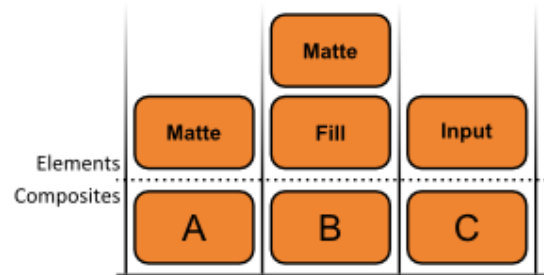 Matte
Matte Fill Input
Elements
Composites
A B C